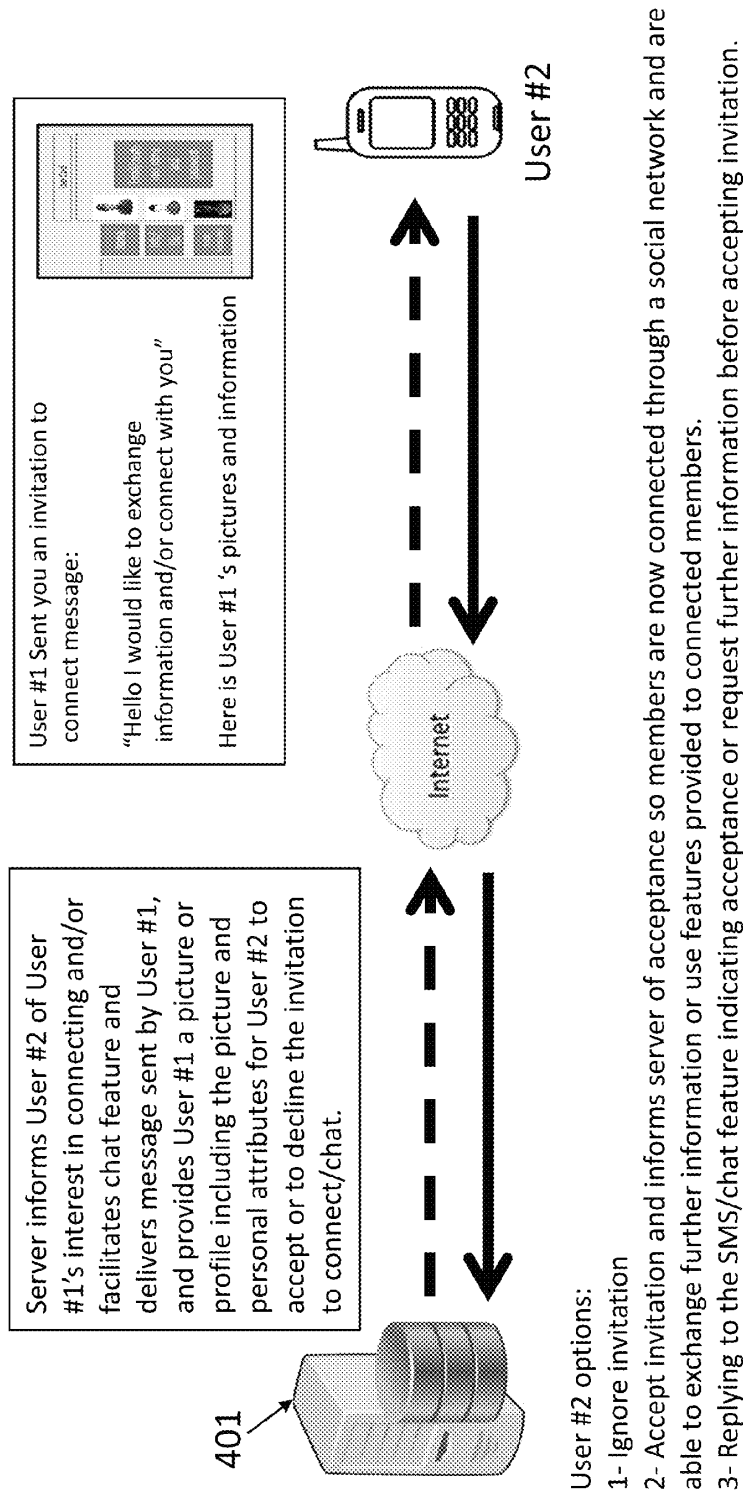 401
Server informs User #2 of User
#1's interest in connecting and/or
facilitates chat feature and
delivers message sent by User #1,
and provides User #1 a picture or
profile including the picture and
personal attributes for User #2 to
accept or to decline the invitation
to connect/chat.
Internet
User #1 Sent you an invitation to
connect message:
“Hello I would like to exchange
information and/or connect with you”
Here is User #1 's pictures and information
User #2
User #2 options:
1- Ignore invitation
2- Accept invitation and informs server of acceptance so members are now connected through a social network and are
able to exchange further information or use features provided to connected members.
3- Replying to the SMS/chat feature indicating acceptance or request further information before accepting invitation.